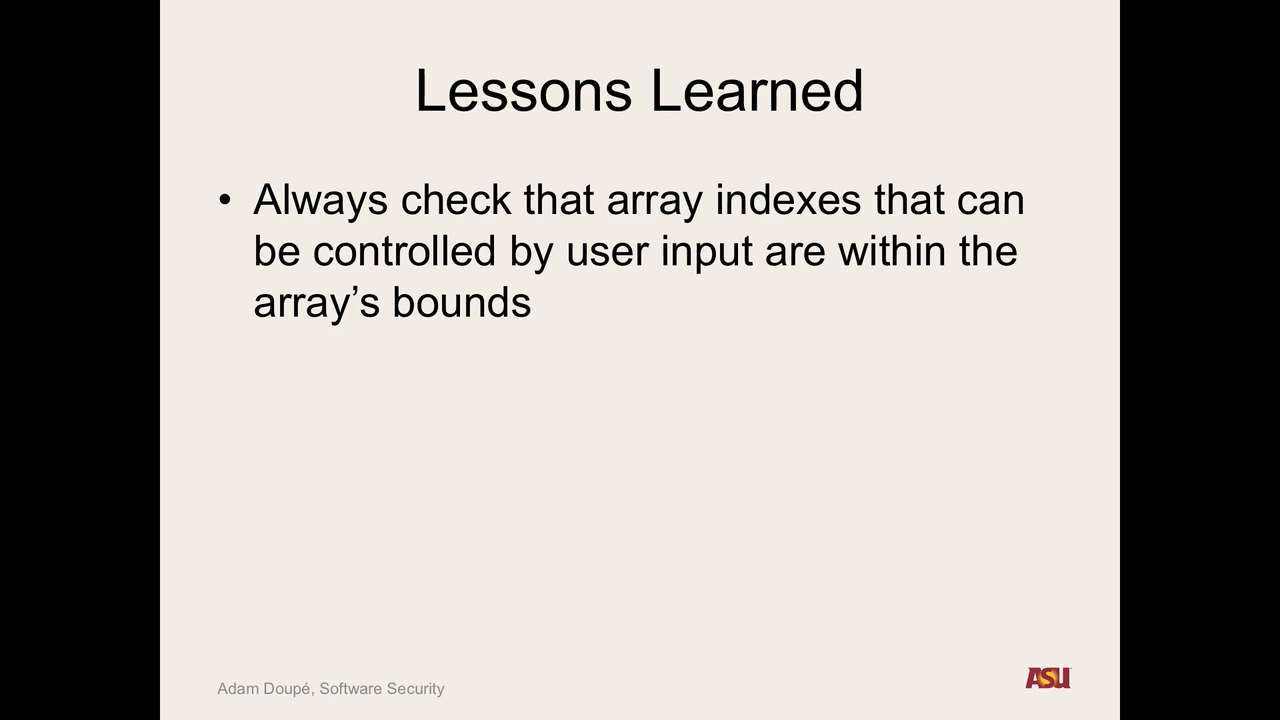 Lessons Learned
• Always check that array indexes that can
be controlled by user input are within the
array’s bounds
Adam Doupé, Software Security
ASU